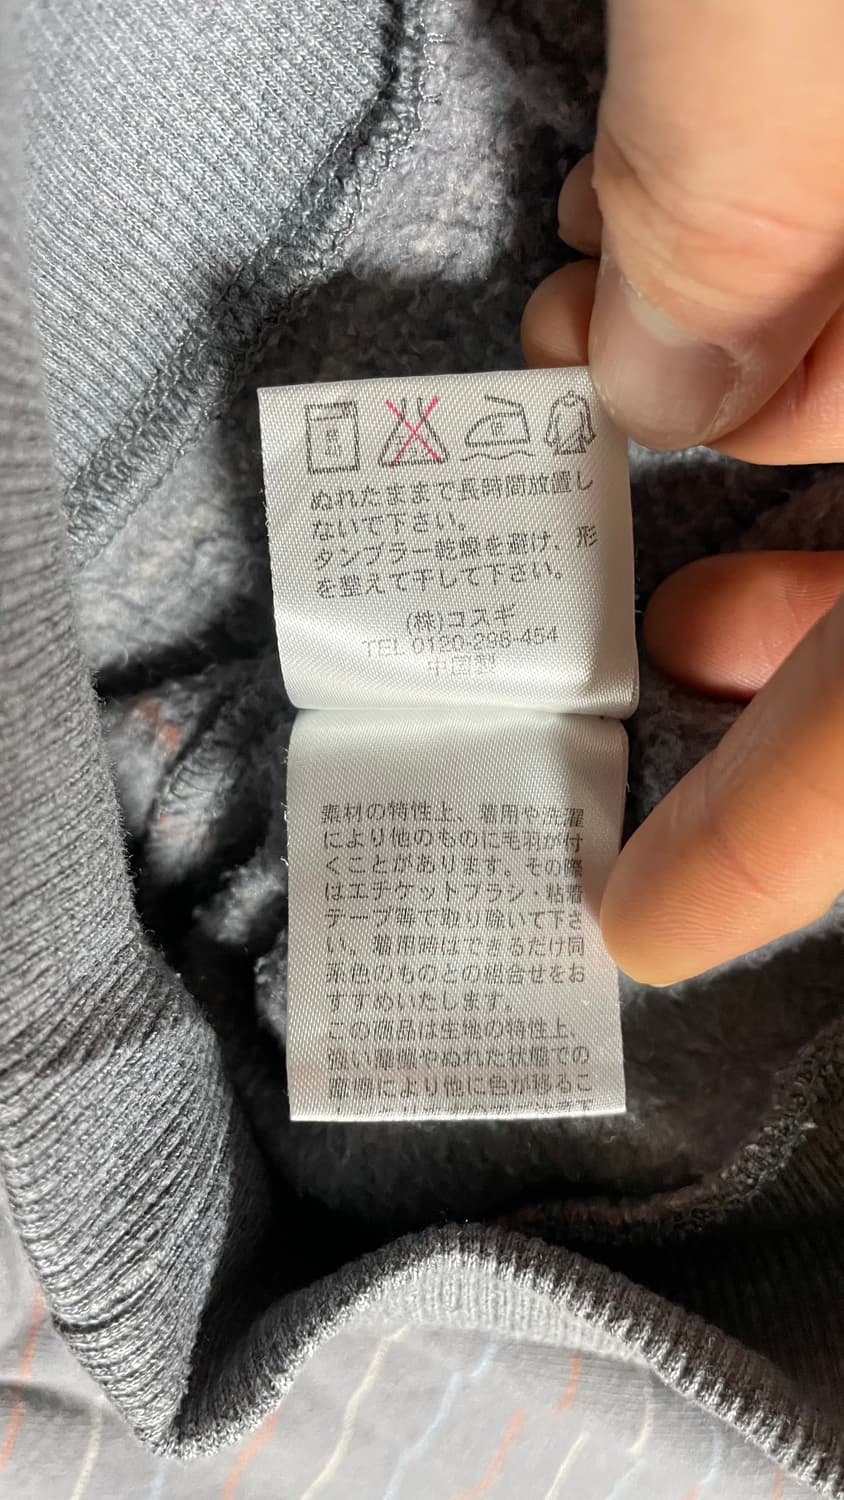 弱
40
中
ぬれたままで長時間放置し
ないで下さい。
タンブラー乾燥を避け、形
を整えて干して下さい。
(株)コスギ
TEL 0120-298-454
中国製
素材の特性上、着用や洗濯
により他のものに毛羽が付
くことがあります。その際
はエチケットブラシ・粘着
テープ等で取り除いて下さ
い。着用時はできるだけ同
系色のものとの組合せをお
すすめいたします。
この商品は生地の特性上、
強い摩擦やぬれた状態での
摩擦により他に色が移るこ